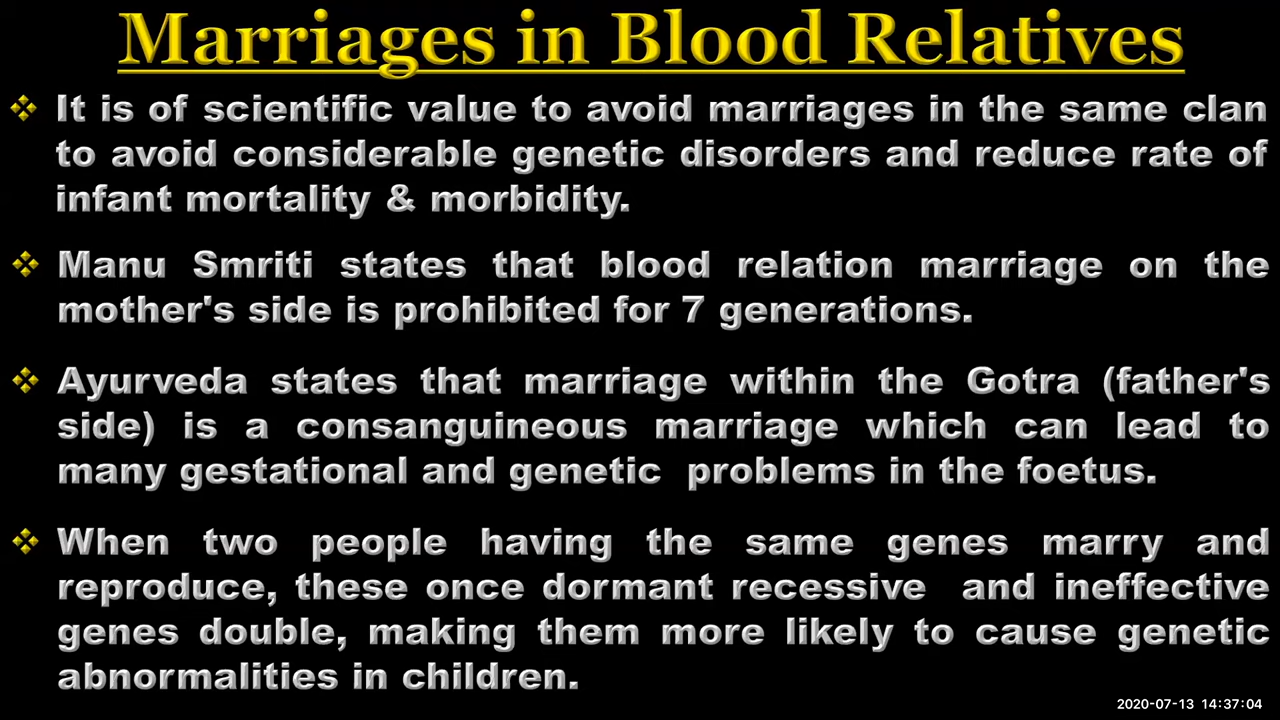 Marriages in Blood Relatives
It is of scientific value to avoid marriages in the same clan
to avoid considerable genetic disorders and reduce rate of
infant mortality & morbidity.
Manu Smriti states that blood relation marriage on the
mother's side is prohibited for 7 generations.
Ayurveda states that marriage within the Gotra (father's
side) is a consanguineous marriage which can lead to
many gestational and genetic problems in the foetus.
When two people having the same genes marry and
reproduce, these once dormant recessive and ineffective
genes double, making them more likely to cause genetic
abnormalities in children.
2020-07-13 14:37:04